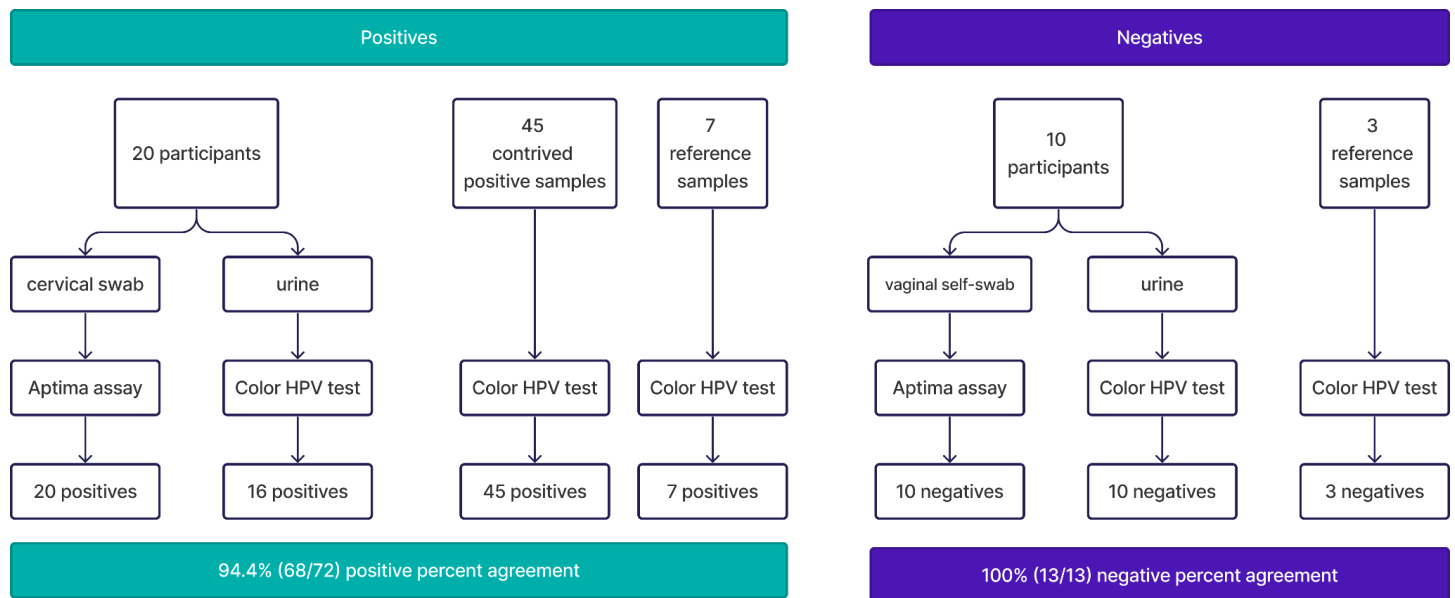 Positives
Negatives
20 participants
45
contrived
positive samples
7
reference
samples
10
participants
3
reference
samples
cervical swab
urine
vaginal self-swab
urine
Aptima assay
Color HPV test
Color HPV test
Color HPV test
Aptima assay
Color HPV test
Color HPV test
20 positives
16 positives
45 positives
7 positives
10 negatives
10 negatives
3 negatives
94.4% (68/72) positive percent agreement
100% (13/13) negative percent agreement